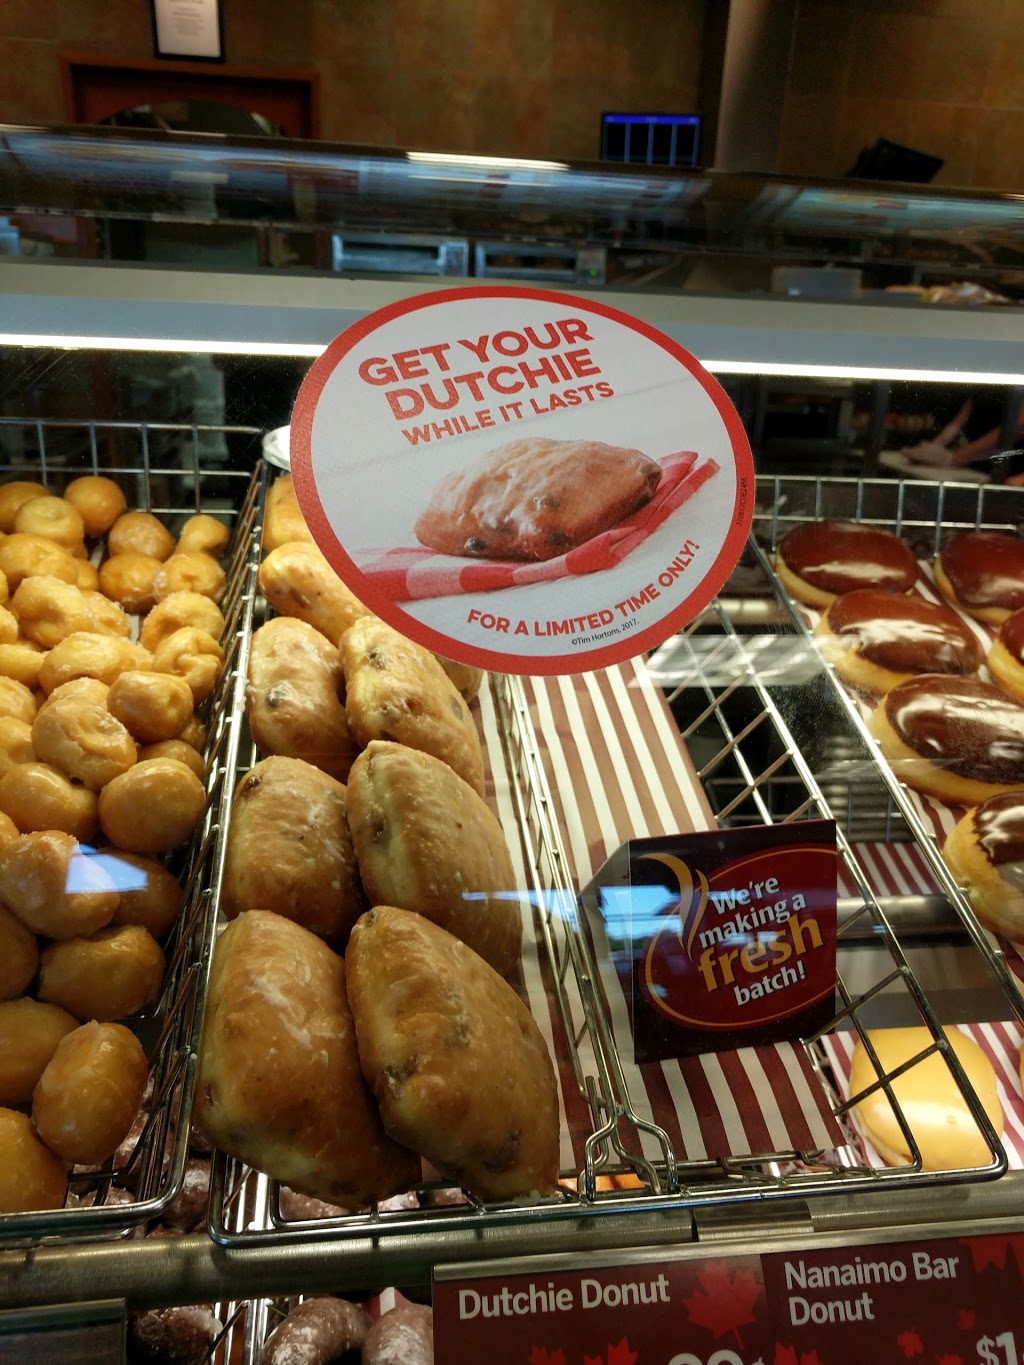 GET YOUR
DUTCHIE
WHILE IT LASTS
FOR A LIMITED TIME ONLY!
©Tim Hortons, 2017.
We're
making a
fresh
batch!
Dutchie Donut
Nanaimo Bar
Donut
$1